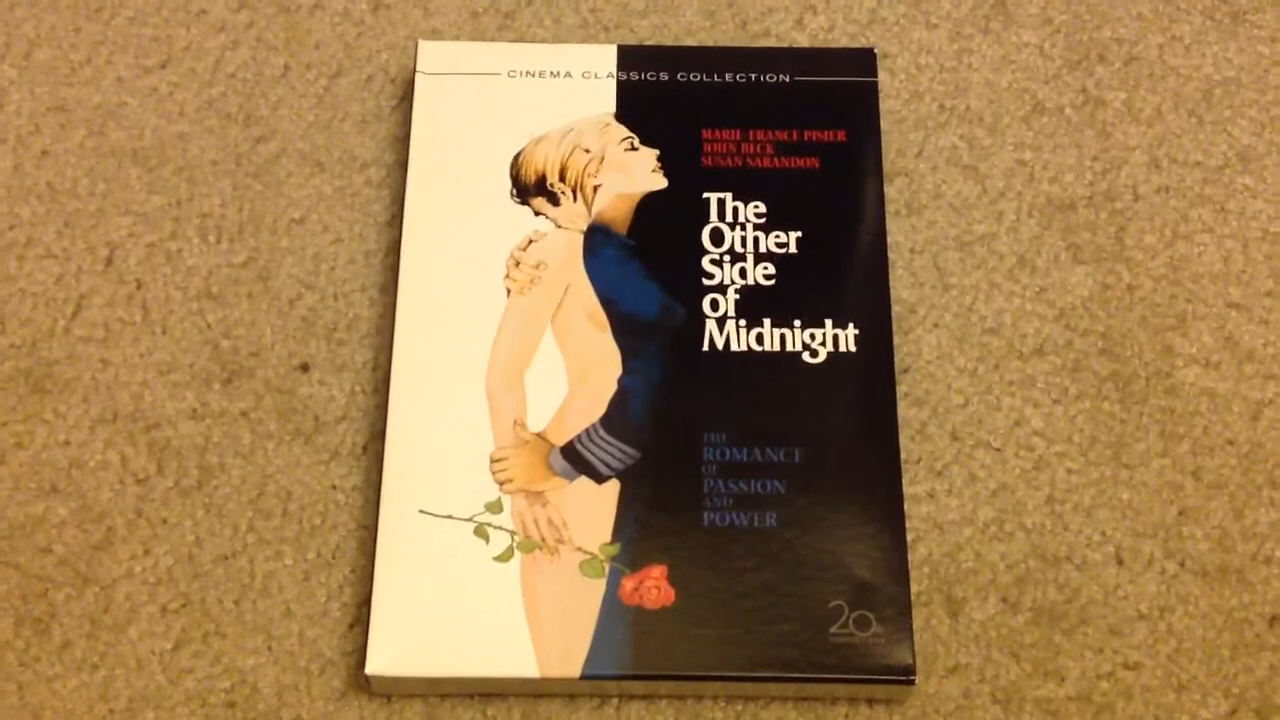 CINEMA CLASSICS COLLECTION
MARIE-FRANCE PISIER
JOHN BECK
SUSAN SARANDON
The
Other
Side
of
Midnight
THE
ROMANCE
OF
PASSION
AND
POWER
20